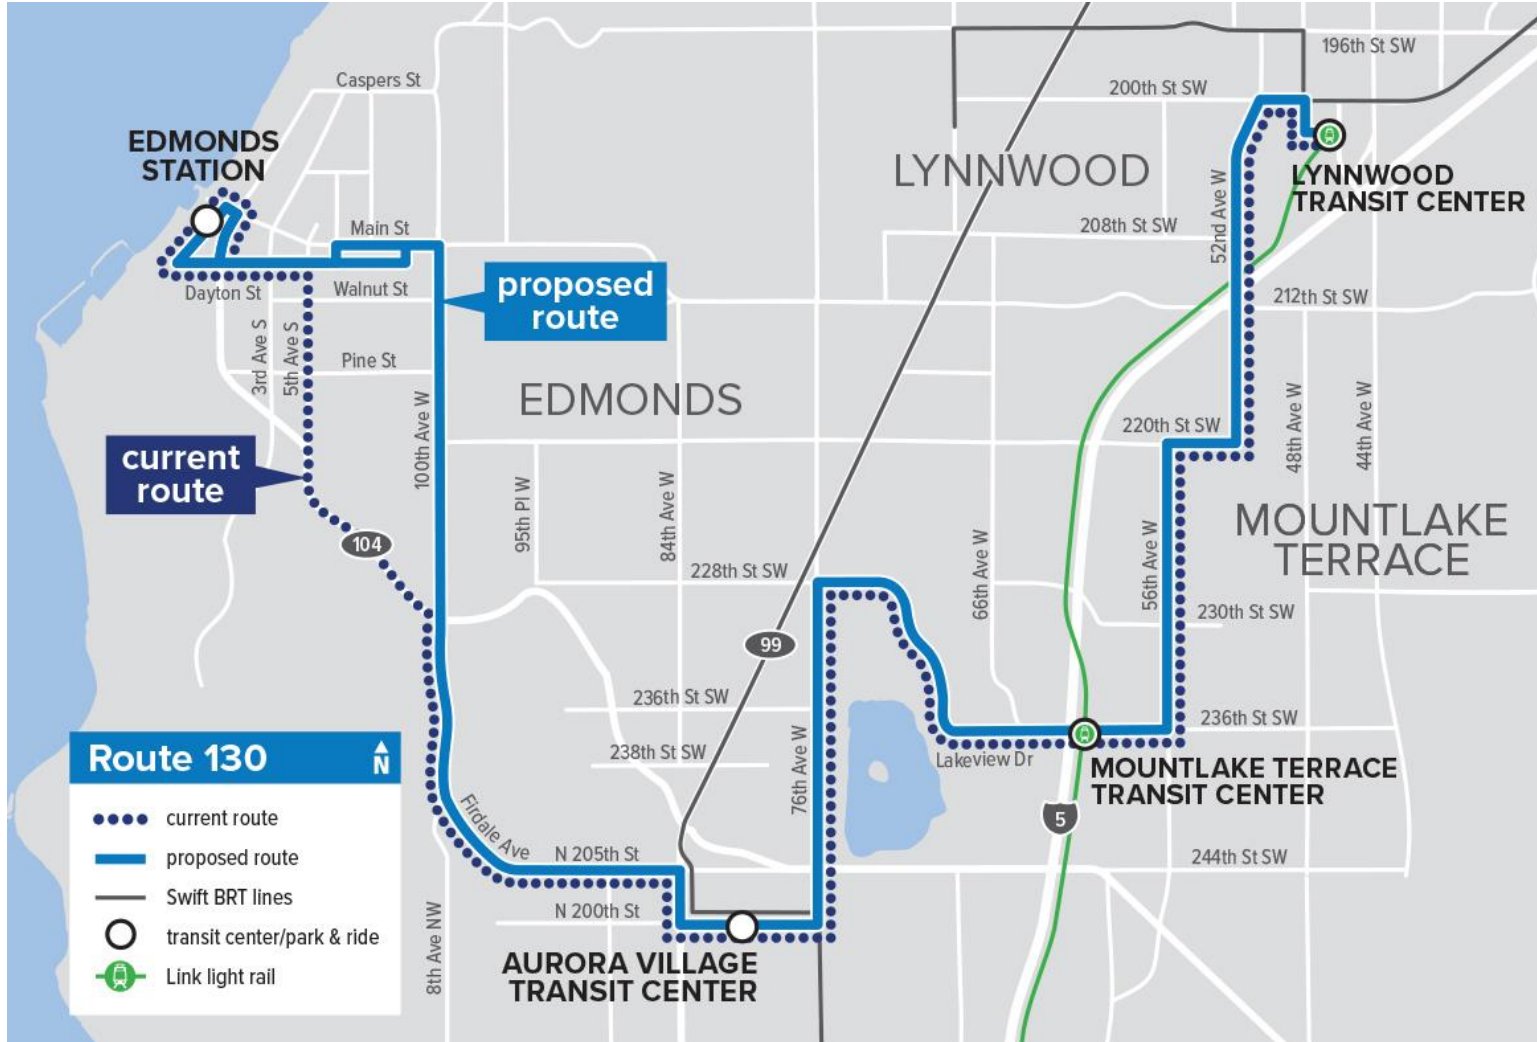 196th St SW
Caspers St
200th St SW
EDMONDS
STATION
LYNNWOOD
LYNNWOOD
TRANSIT CENTER
52nd Ave W
Main St
208th St SW
proposed
route
Dayton St
Walnut St
212th St SW
3rd Ave S
5th Ave S
Pine St
EDMONDS
100th Ave W
220th St SW
48th Ave W
44th Ave W
current
route
95th Pl W
84th Ave W
MOUNTLAKE
TERRACE
104
228th St SW
66th Ave W
56th Ave W
230th St SW
99
236th St SW
236th St SW
238th St SW
76th Ave W
Lakeview Dr
MOUNTLAKE TERRACE
TRANSIT CENTER
5
Firdale Ave
N 205th St
244th St SW
N 200th St
8th Ave NW
AURORA VILLAGE
TRANSIT CENTER
Route 130
N
current route
proposed route
Swift BRT lines
transit center/park & ride
Link light rail